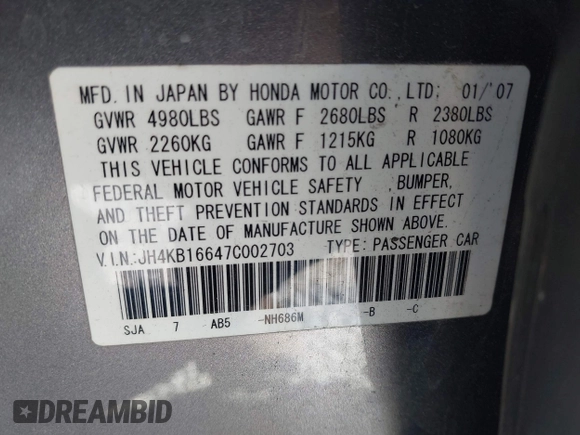 MFD. IN JAPAN BY HONDA MOTOR CO.,LTD; 01/'07
GVWR 4980LBS GAWR F 2680LBS R 2380LBS
GVWR 2260KG GAWR F 1215KG R 1080KG
THIS VEHICLE CONFORMS TO ALL APPLICABLE
FEDERAL MOTOR VEHICLE SAFETY ,BUMPER,
AND THEFT PREVENTION STANDARDS IN EFFECT
ON THE DATE OF MANUFACTURE SHOWN ABOVE.
V.I.N.:JH4KB16647C002703 TYPE: PASSENGER CAR
SJA 7 AB5 -NH686M -B -C
DREAMBID